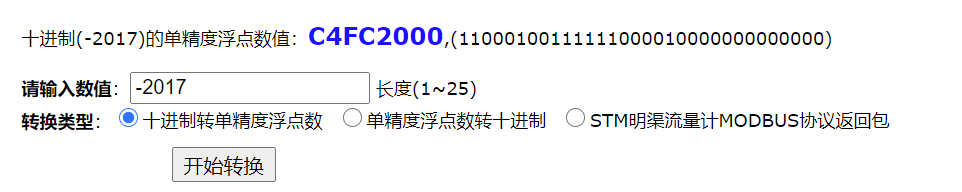 十进制(-2017)的单精度浮点数值：C4FC2000,(11000100111111000010000000000000)
请输入数值：-2017 长度(1~25)
转换类型： 十进制转单精度浮点数 单精度浮点数转十进制 STM明渠流量计MODBUS协议返回包
开始转换